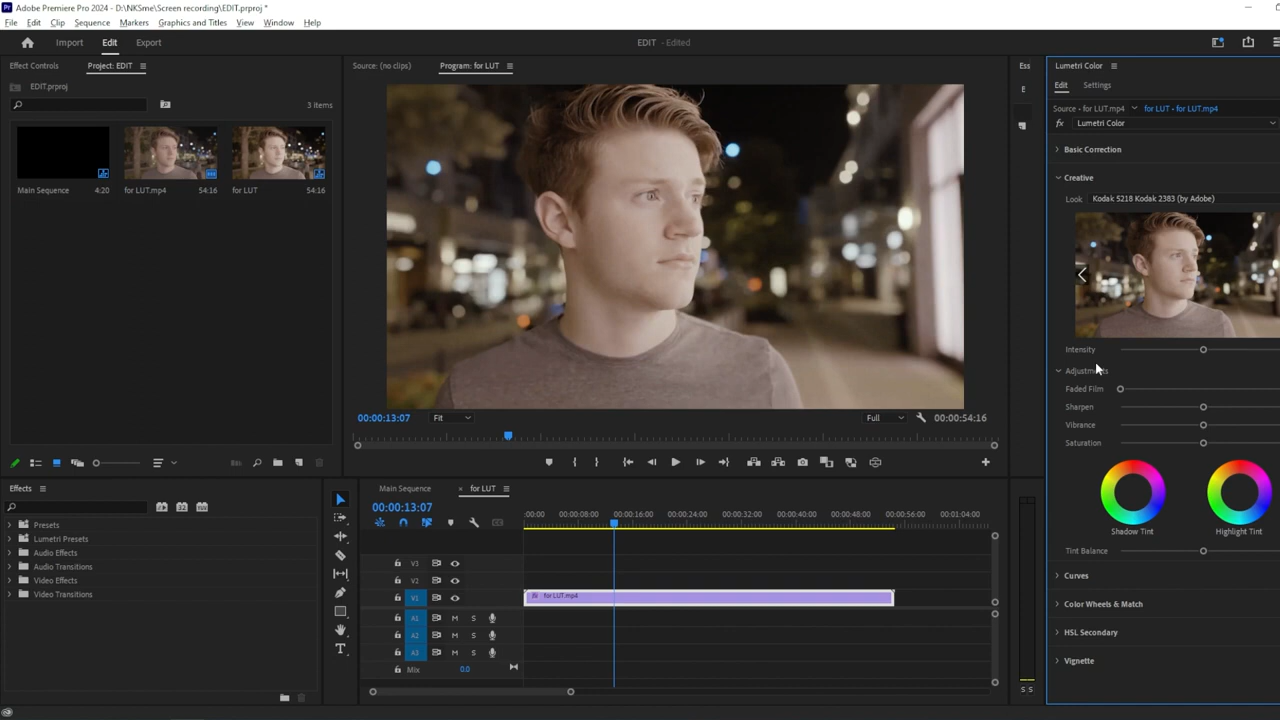 Adobe Premiere Pro 2024 - D:\NKSme\Screen recording\EDIT.prproj *
File Edit Clip Sequence Markers Graphics and Titles View Window Help
Import Edit Export
EDIT - Edited
Effect Controls Project: EDIT
EDIT.prproj
3 items
Main Sequence 4:20 for LUT.mp4 54:16 for LUT 54:16
Source: (no clips) Program: for LUT
00:00:13:07 Fit Full 00:00:54:16
Ess
E
Lumetri Color
Edit Settings
Source - for LUT.mp4 for LUT - for LUT.mp4
fx Lumetri Color
Basic Correction
Creative
Look Kodak 5218 Kodak 2383 (by Adobe)
Intensity
Adjustments
Faded Film
Sharpen
Vibrance
Saturation
Shadow Tint Highlight Tint
Tint Balance
Curves
Color Wheels & Match
HSL Secondary
Vignette
Effects
Presets
Lumetri Presets
Audio Effects
Audio Transitions
Video Effects
Video Transitions
Main Sequence × for LUT
00:00:13:07
:00:00 00:00:08:00 00:00:16:00 00:00:24:00 00:00:32:00 00:00:40:00 00:00:48:00 00:00:56:00 00:01:04:00
V3
V2
V1 fx for LUT.mp4
A1 M S
A2 M S
A3 M S
Mix 0.0
S S